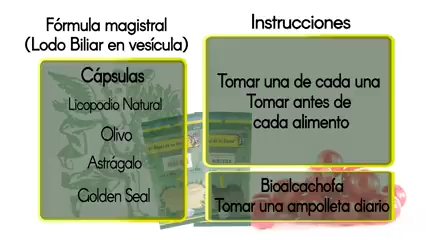 Fórmula magistral
(Lodo Biliar en vesícula)
Cápsulas
Licopodio Natural
Olivo
Astrágalo
Golden Seal
Instrucciones
Tomar una de cada una
Tomar antes de
cada alimento
Bioalcachofa
Tomar una ampolleta diario